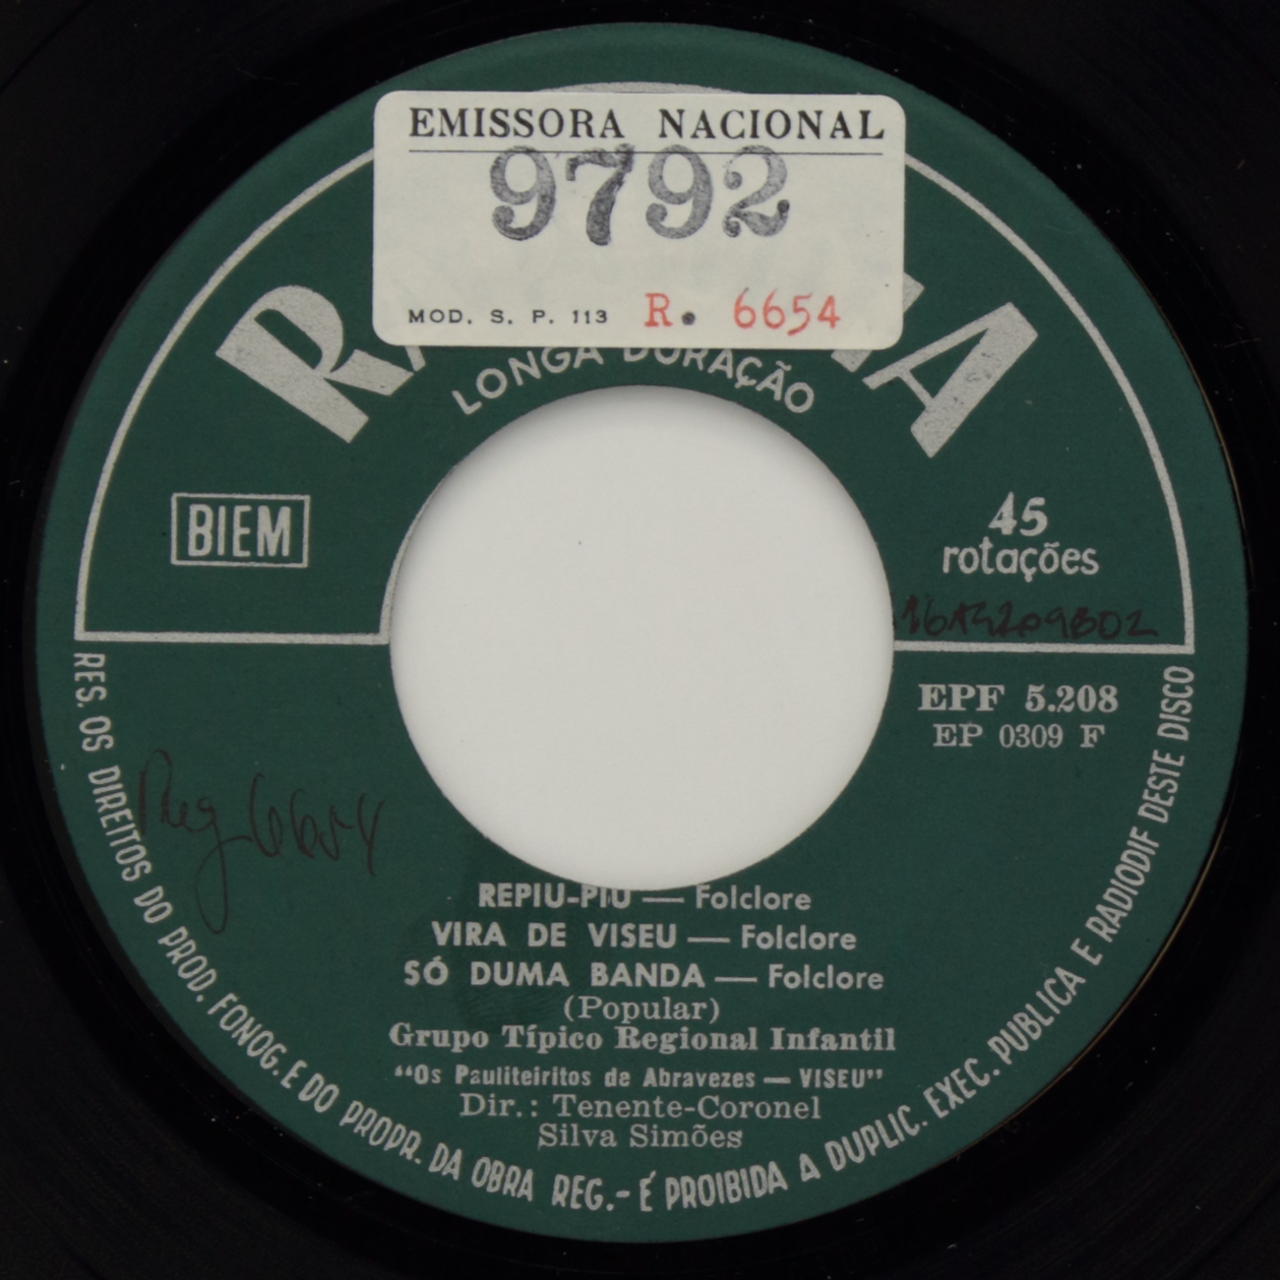 EMISSORA NACIONAL
9792
MOD. S. P. 113 R. 6654
LONGA DURAÇÃO
BIEM
45
rotações
EPF 5.208
EP 0309 F
Reg 6654
REPIU-PIU — Folclore
VIRA DE VISEU — Folclore
SÓ DUMA BANDA — Folclore
(Popular)
Grupo Típico Regional Infantil
"Os Pauliteiritos de Abravezes — VISEU"
Dir.: Tenente-Coronel
Silva Simões
RES. OS DIREITOS DO PROD. FONOG. E DO PROPR. DA OBRA REG.- É PROIBIDA A DUPLIC. EXEC. PUBLICA E RADIODIF DESTE DISCO